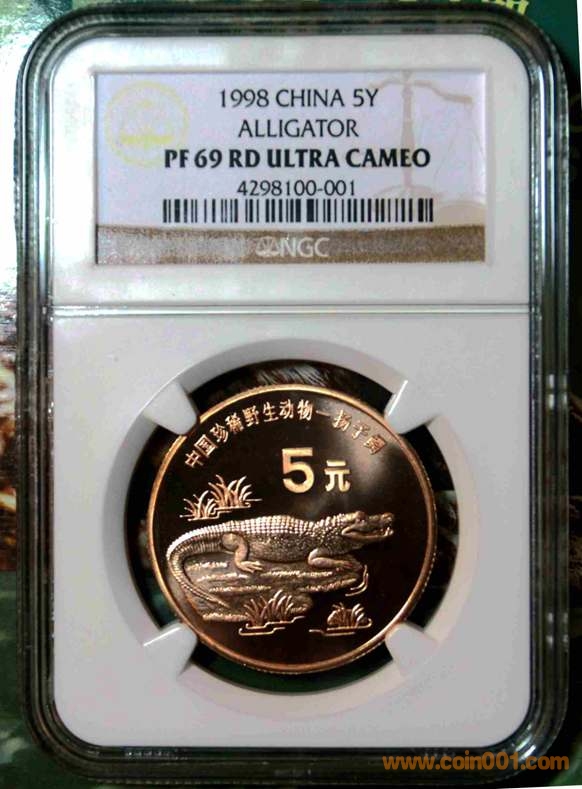 1998 CHINA 5Y
ALLIGATOR
PF 69 RD ULTRA CAMEO
4298100-001
NGC
中国珍稀野生动物—扬子鳄
5元
www.coin001.com